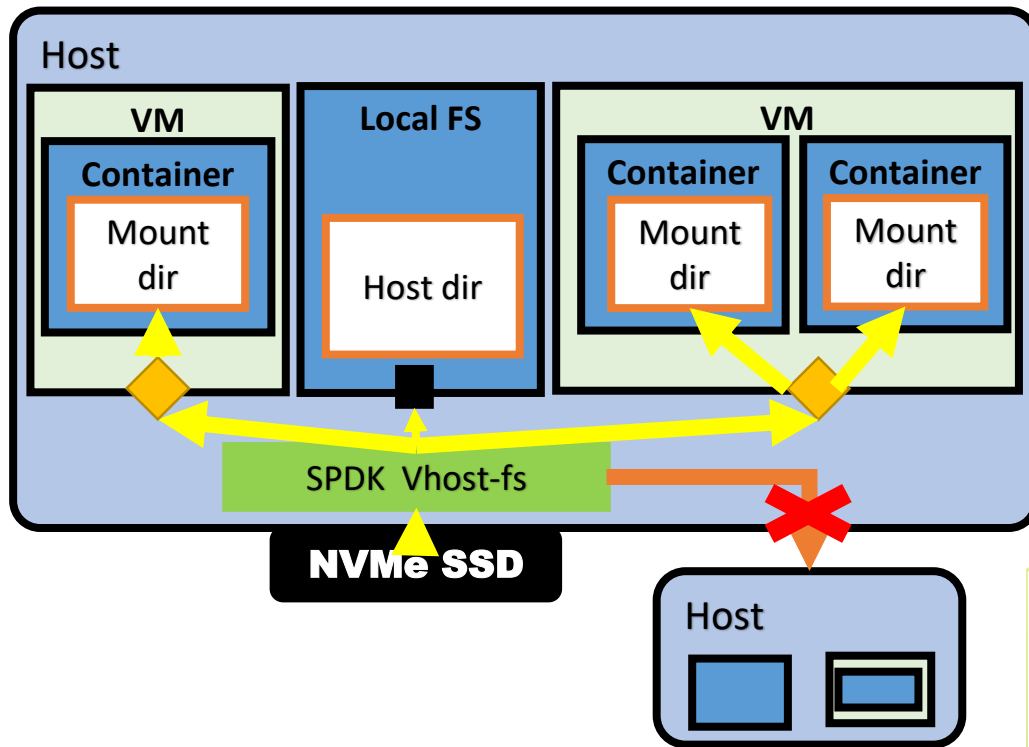 Host
VM
Container
Mount
dir
Local FS
Host dir
VM
Container
Mount
dir
Container
Mount
dir
SPDK  Vhost-fs
NVMe SSD
Host